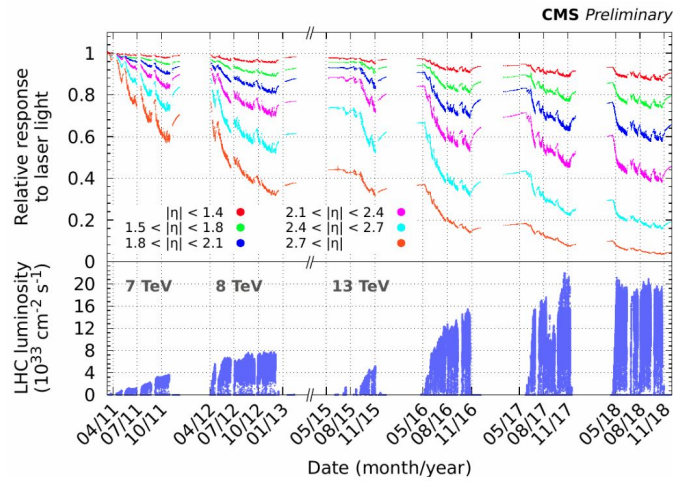 CMS Preliminary
Relative response
to laser light
1
0.8
0.6
0.4
0.2
0
|η| < 1.4
1.5 < |η| < 1.8
1.8 < |η| < 2.1
2.1 < |η| < 2.4
2.4 < |η| < 2.7
2.7 < |η|
//
//
LHC luminosity
(10³³ cm⁻² s⁻¹)
20
16
12
8
4
0
7 TeV
8 TeV
13 TeV
04/11
07/11
10/11
04/12
07/12
10/12
01/13
05/15
08/15
11/15
05/16
08/16
11/16
05/17
08/17
11/17
05/18
08/18
11/18
Date (month/year)